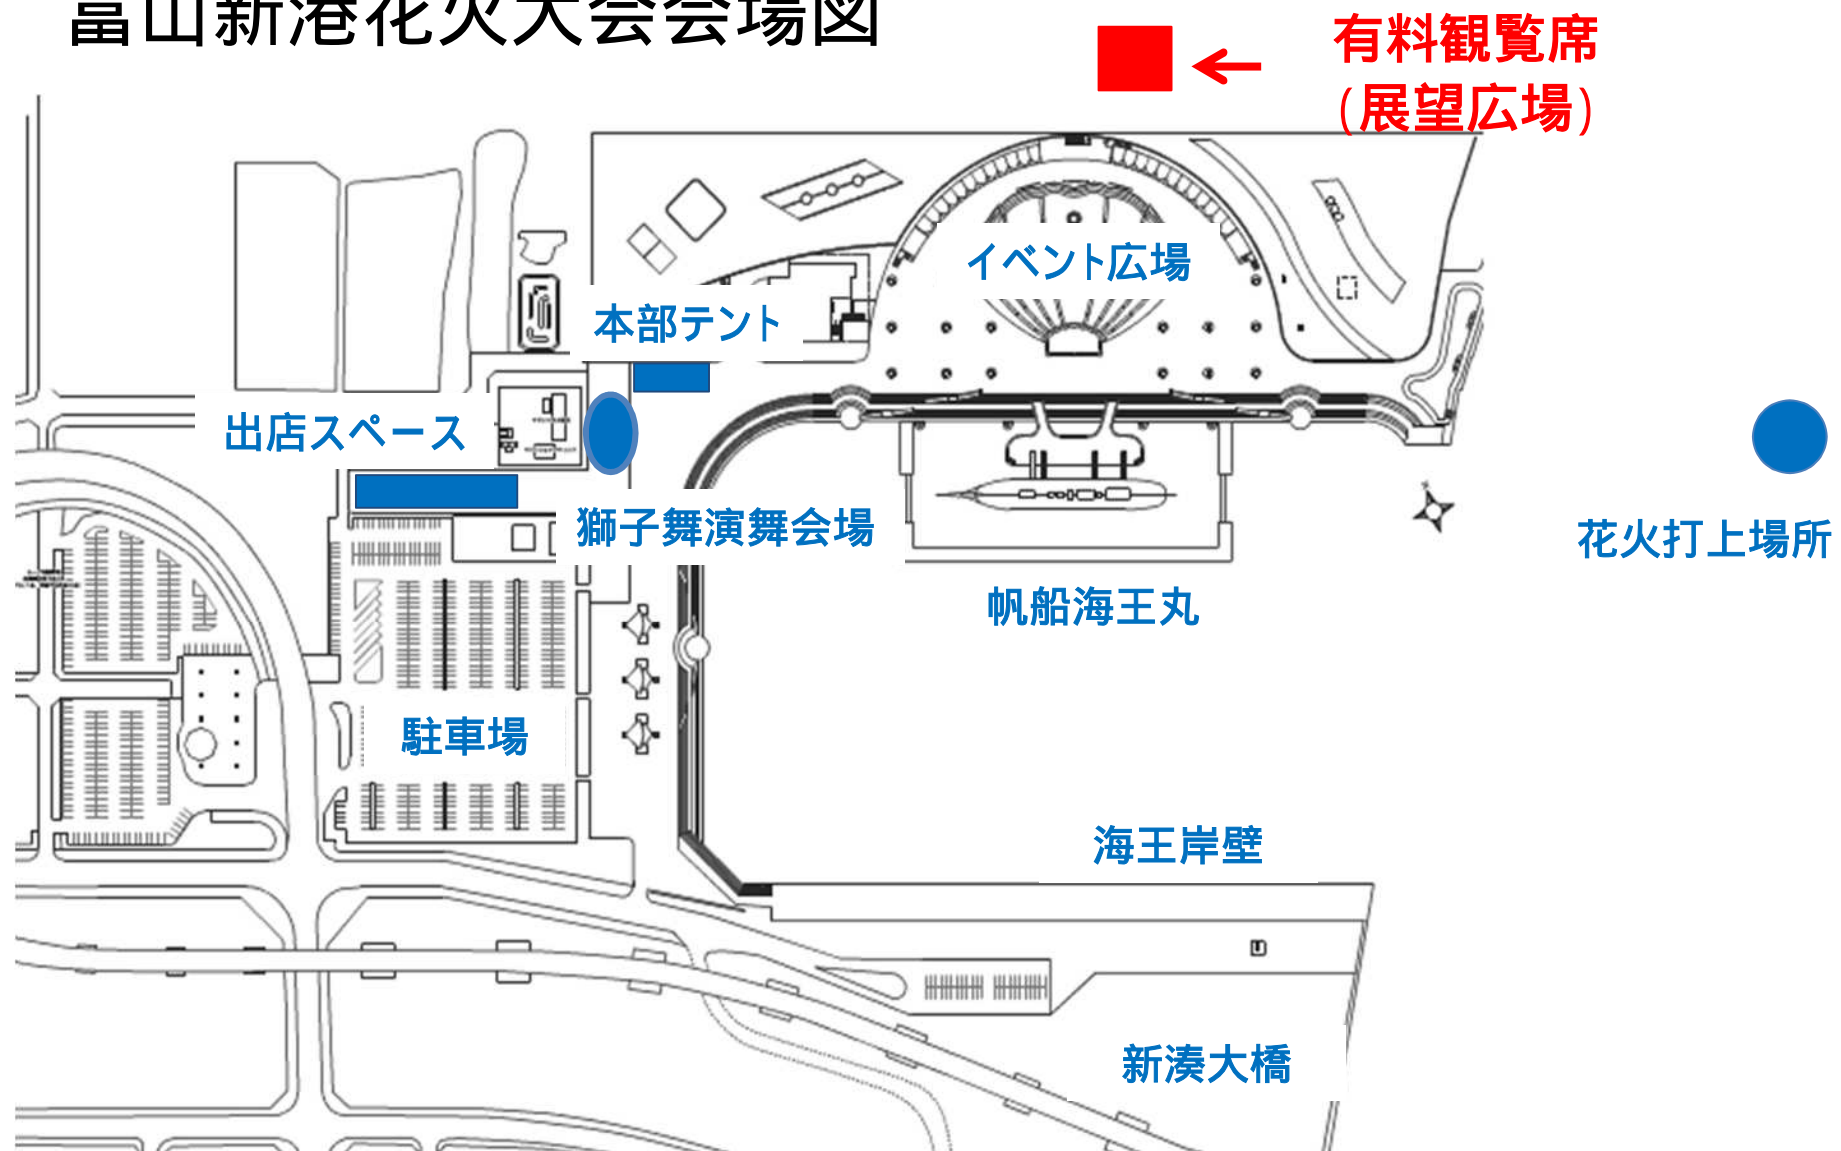 富山新港花火大会会場図
有料観覧席
(展望広場)
イベント広場
本部テント
出店スペース
獅子舞演舞会場
花火打上場所
帆船海王丸
駐車場
海王岸壁
新湊大橋